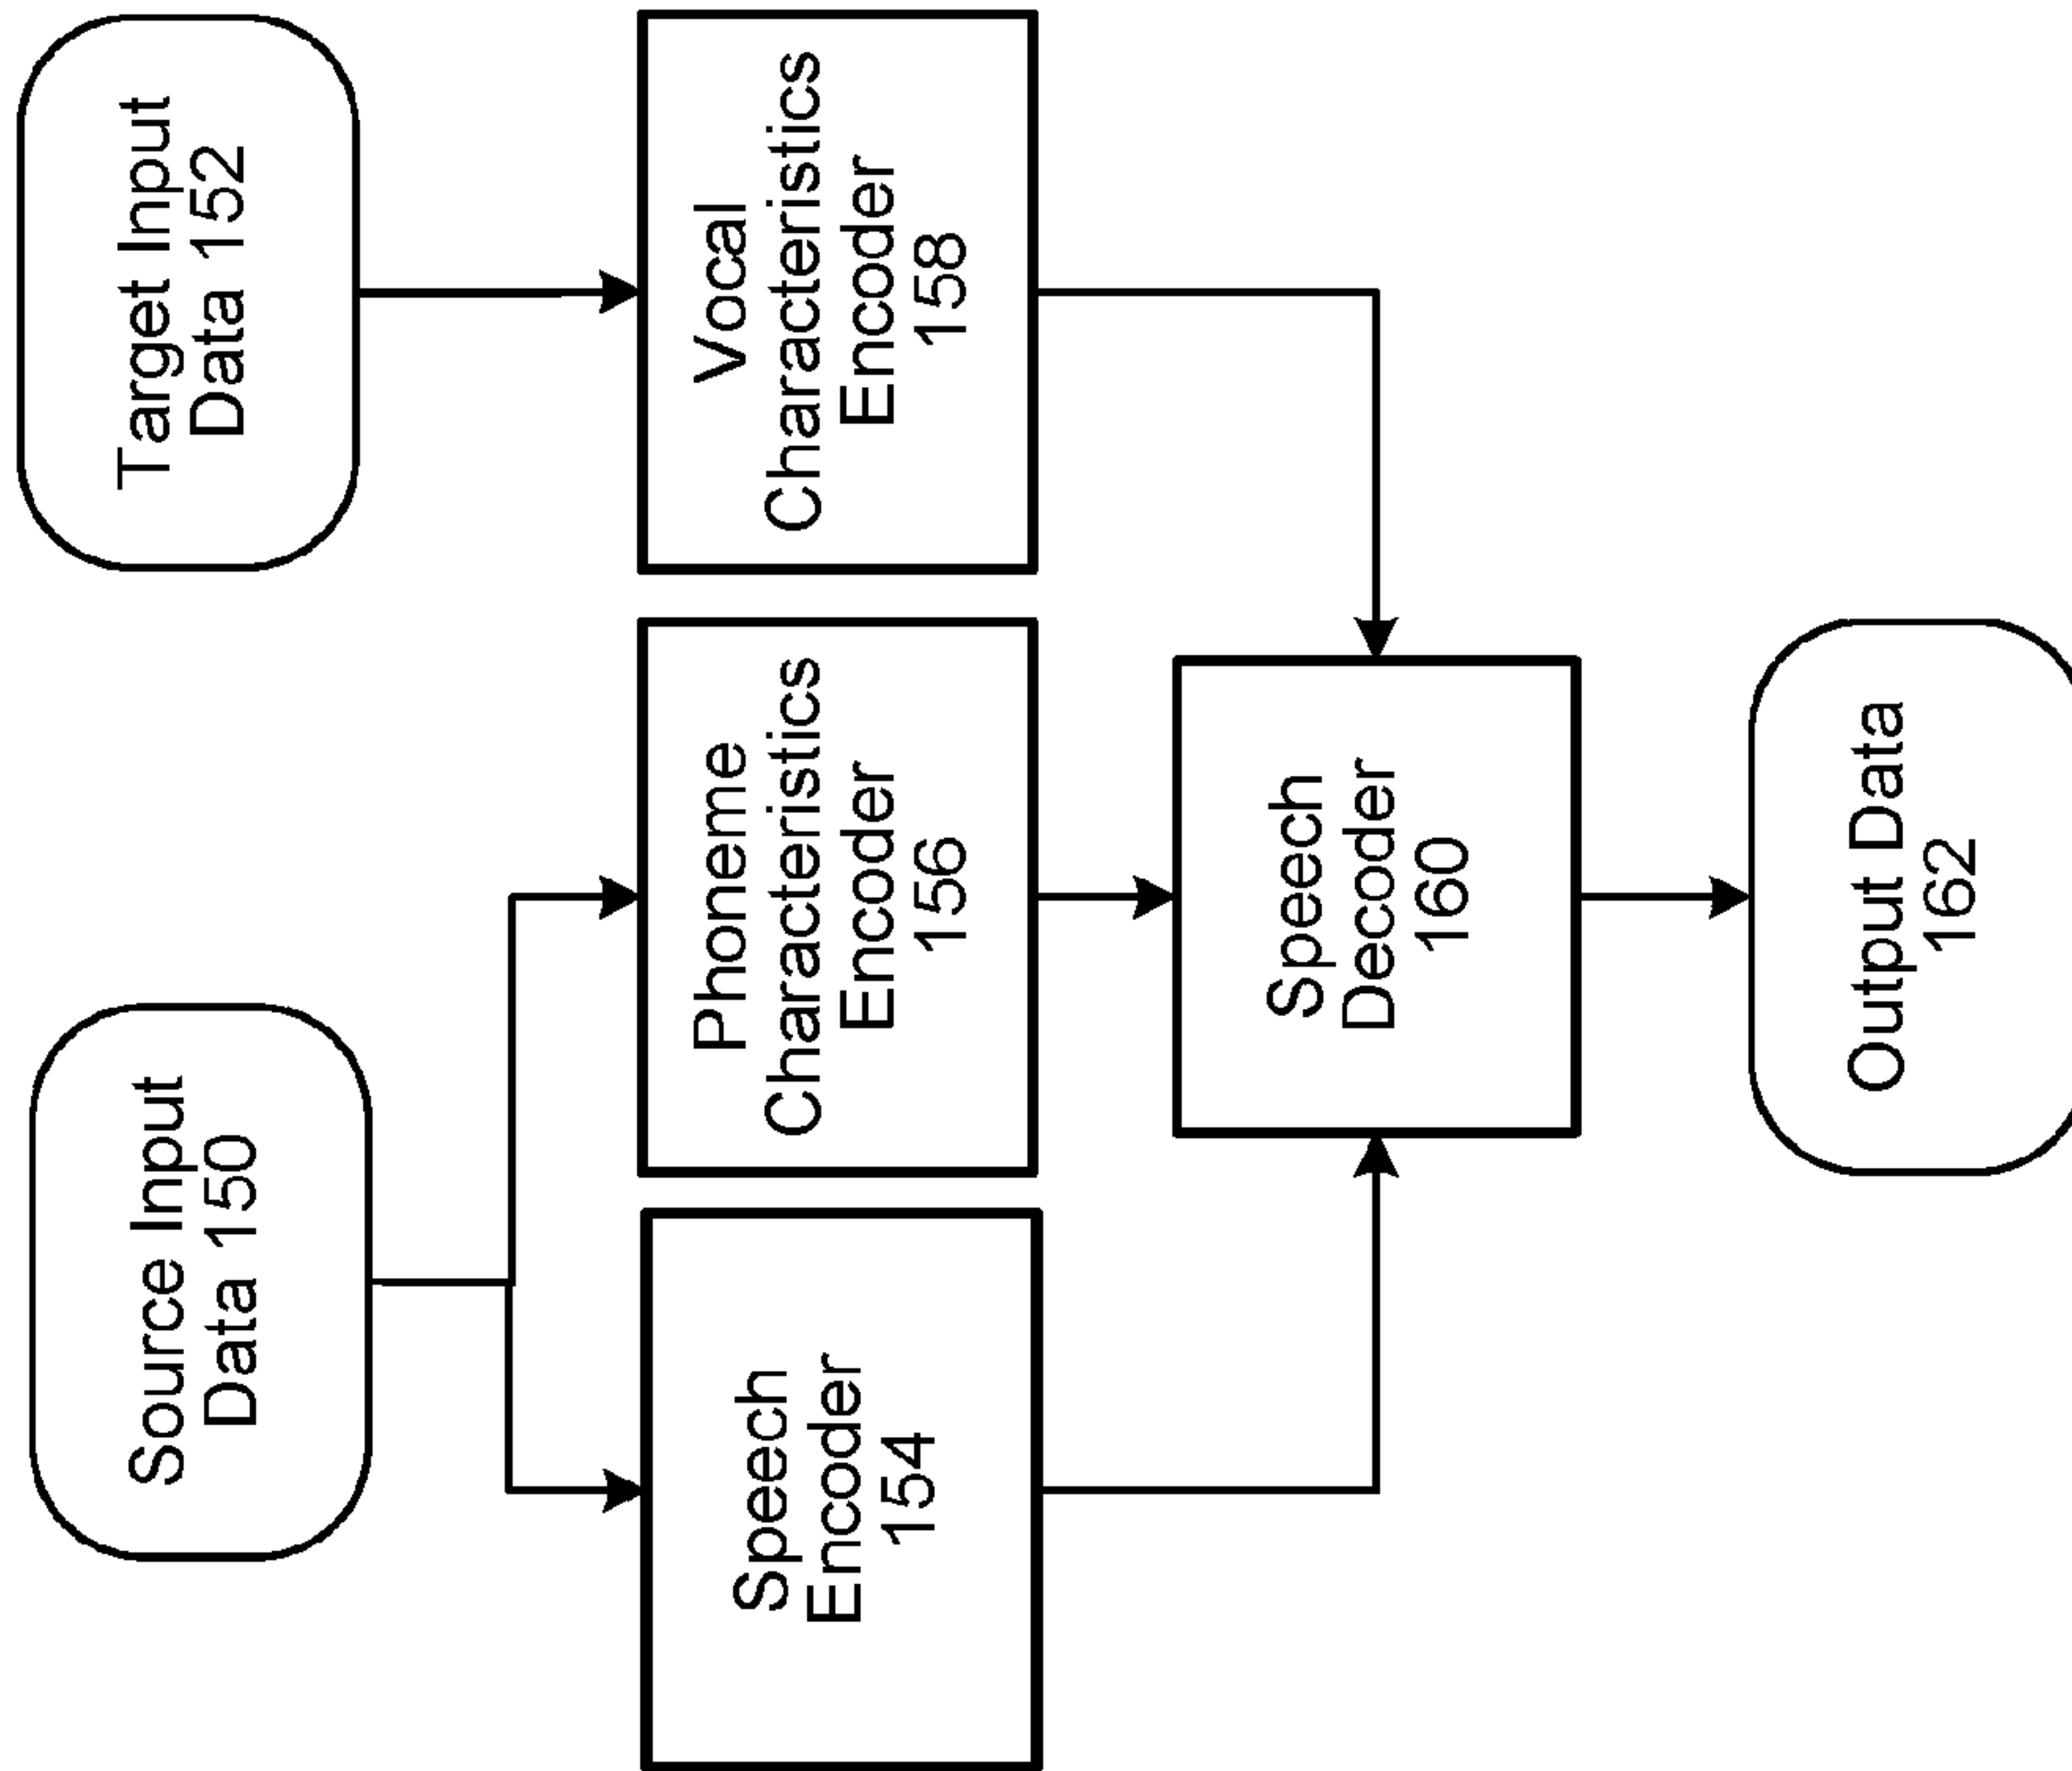 Source Input
Data 150
Target Input
Data 152
Speech
Encoder
154
Phoneme
Characteristics
Encoder
156
Vocal
Characteristics
Encoder
158
Speech
Decoder
160
Output Data
162